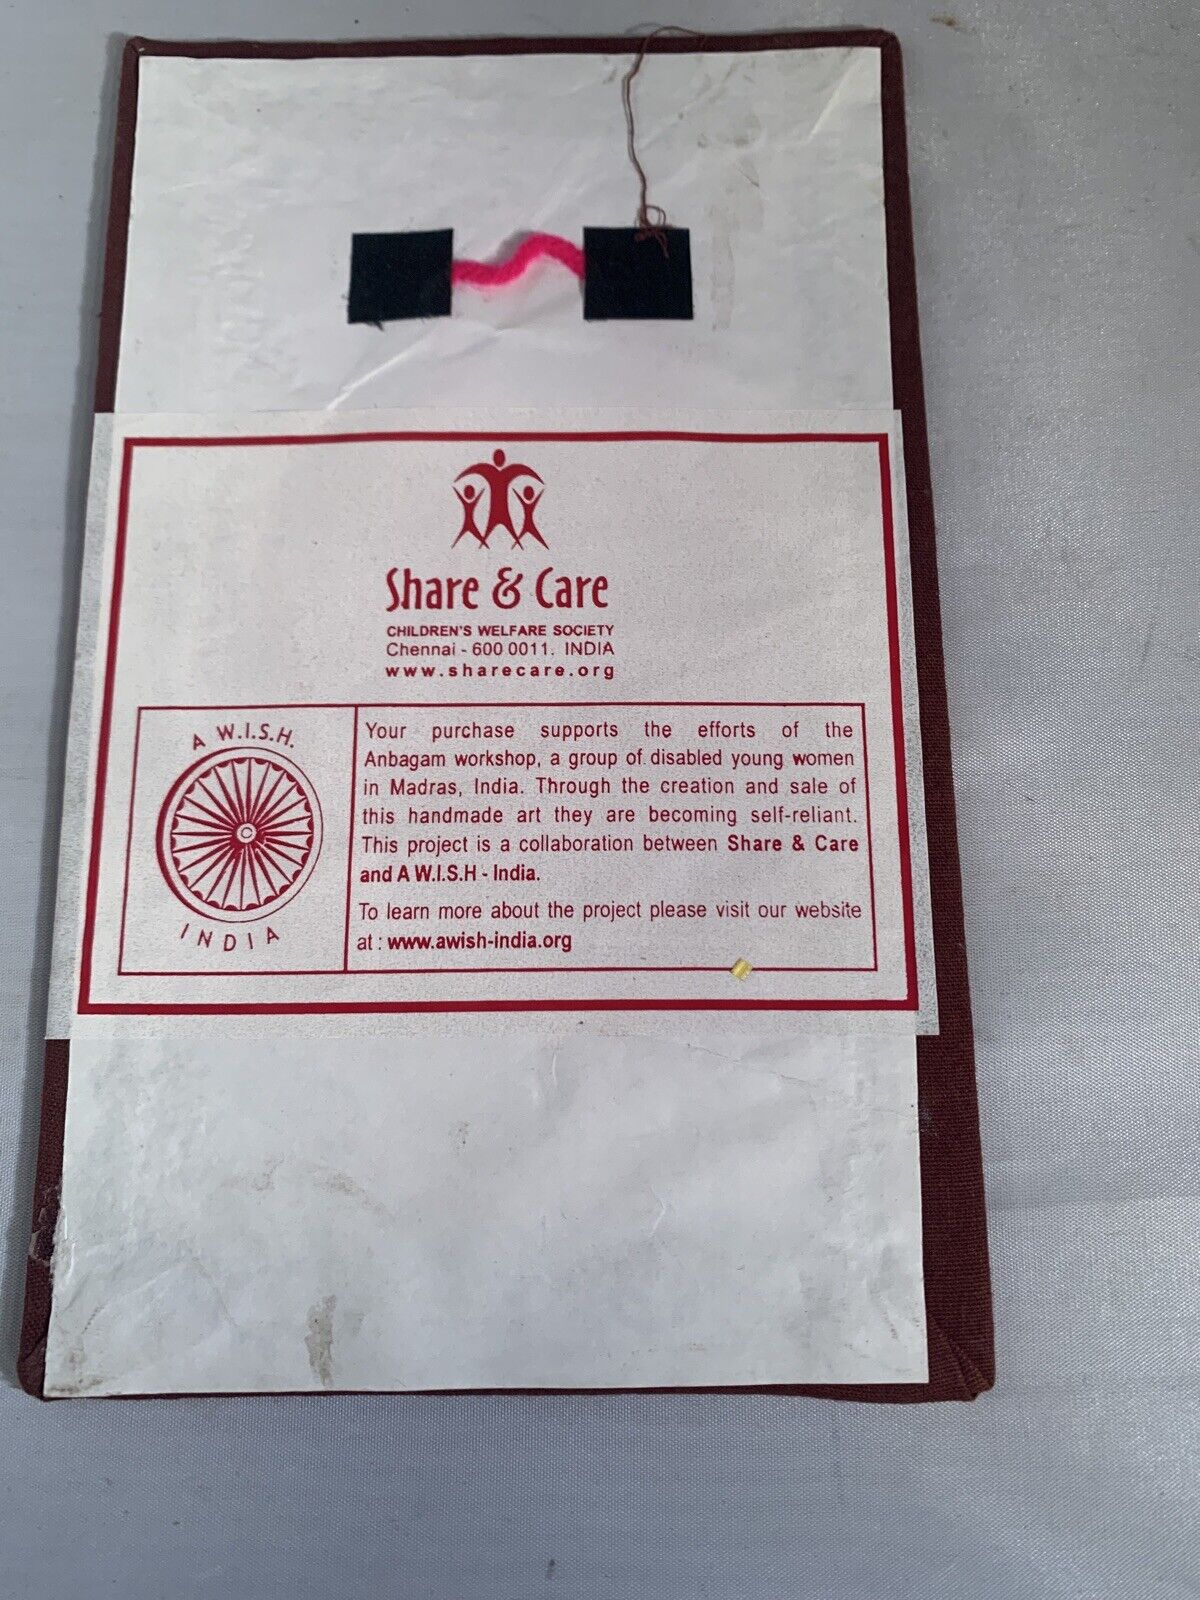 Share & Care
CHILDREN'S WELFARE SOCIETY
Chennai - 600 0011. INDIA
www.sharecare.org
A W.I.S.H.
INDIA
Your purchase supports the efforts of the
Anbagam workshop, a group of disabled young women
in Madras, India. Through the creation and sale of
this handmade art they are becoming self-reliant.
This project is a collaboration between Share & Care
and A W.I.S.H - India.
To learn more about the project please visit our website
at : www.awish-india.org